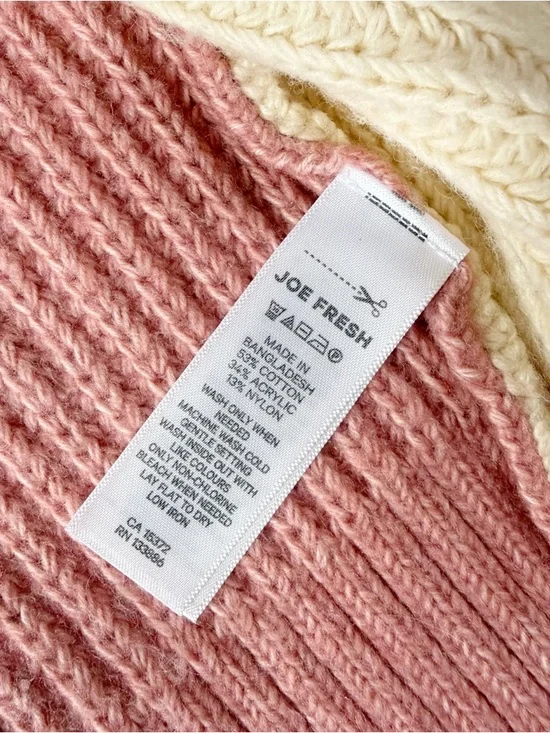 JOE FRESH
MADE IN
BANGLADESH
53% COTTON
34% ACRYLIC
13% NYLON
WASH ONLY WHEN
NEEDED
MACHINE WASH COLD
GENTLE SETTING
WASH INSIDE OUT WITH
LIKE COLOURS
ONLY NON-CHLORINE
BLEACH WHEN NEEDED
LAY FLAT TO DRY
LOW IRON
CA 15372
RN 133886